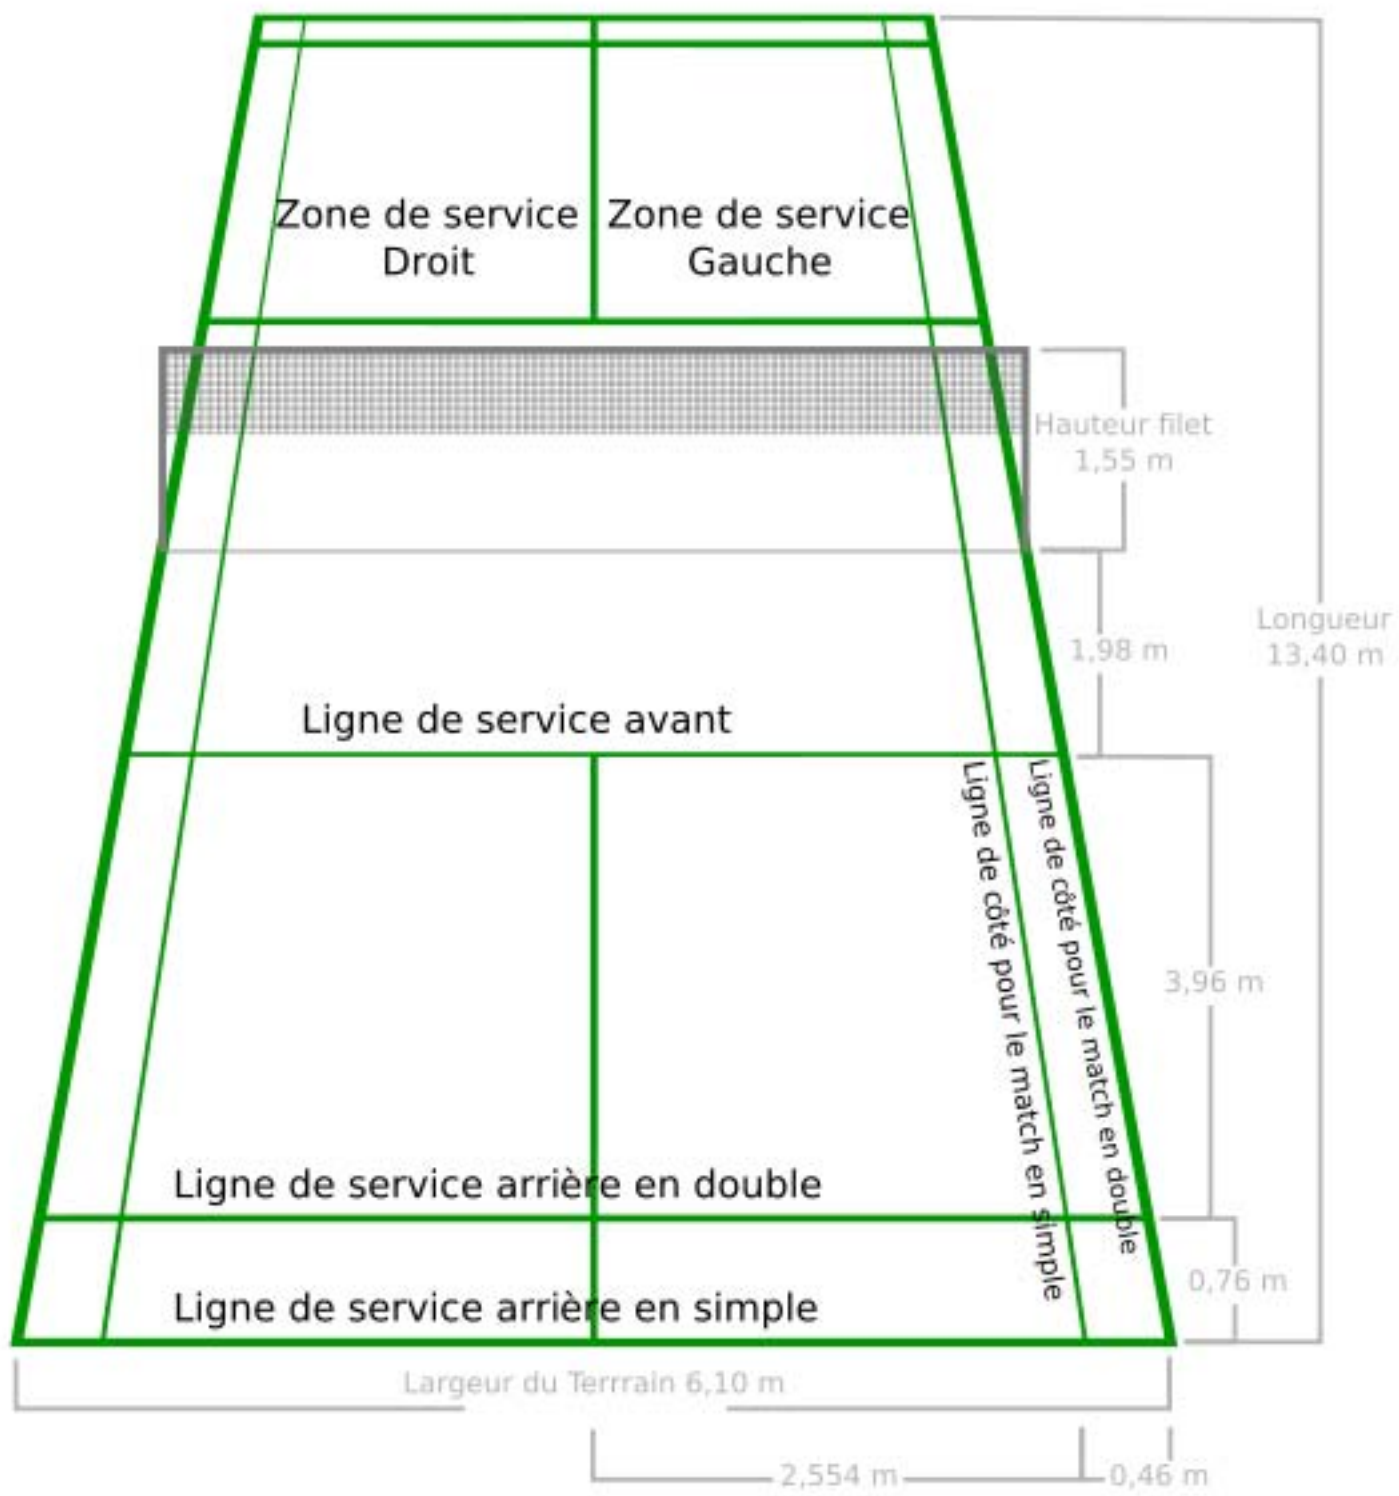 Zone de service
Droit
Zone de service
Gauche
Hauteur filet
1,55 m
Longueur
13,40 m
1,98 m
Ligne de service avant
Ligne de côté pour le match en simple
Ligne de côté pour le match en double
3,96 m
Ligne de service arrière en double
0,76 m
Ligne de service arrière en simple
Largeur du Terrrain 6,10 m
2,554 m
0,46 m